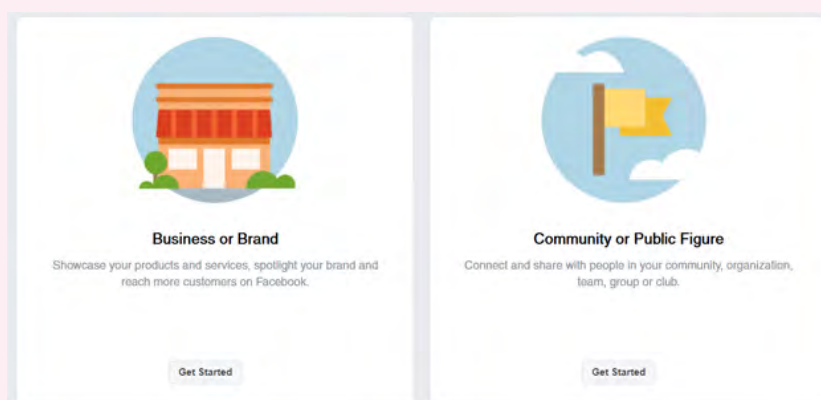 Business or Brand
Showcase your products and services, spotlight your brand and
reach more customers on Facebook.
Get Started
Community or Public Figure
Connect and share with people in your community, organization,
team, group or club.
Get Started